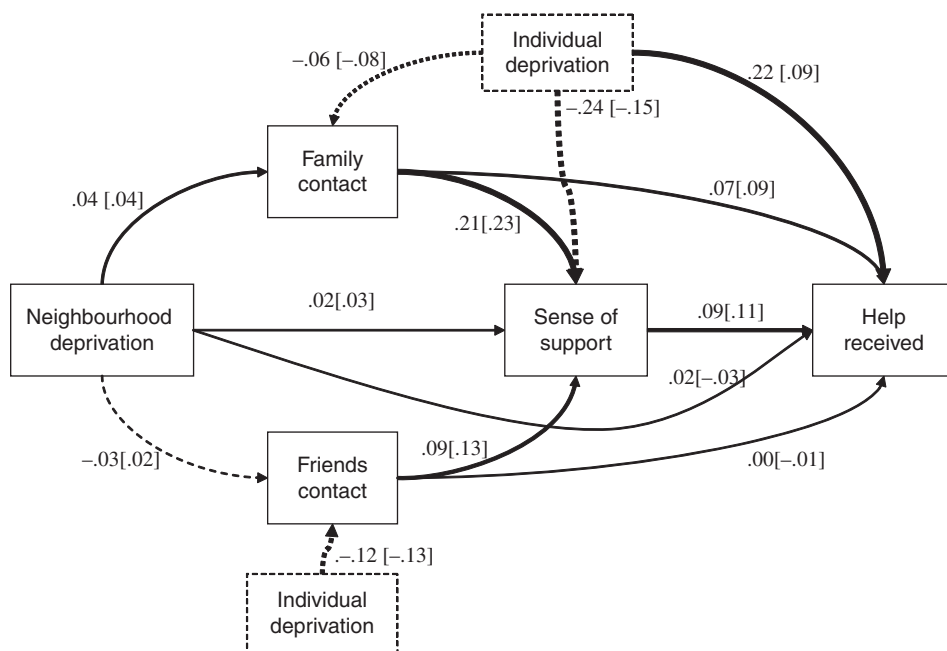 Individual
deprivation
–.06 [–.08]
.22 [.09]
–.24 [–.15]
Family
contact
.04 [.04]
.07[.09]
.21[.23]
Neighbourhood
deprivation
.02[.03]
Sense of
support
.09[.11]
Help
received
.02[–.03]
–.03[.02]
Friends
contact
.09[.13]
.00[–.01]
.–.12 [–.13]
Individual
deprivation